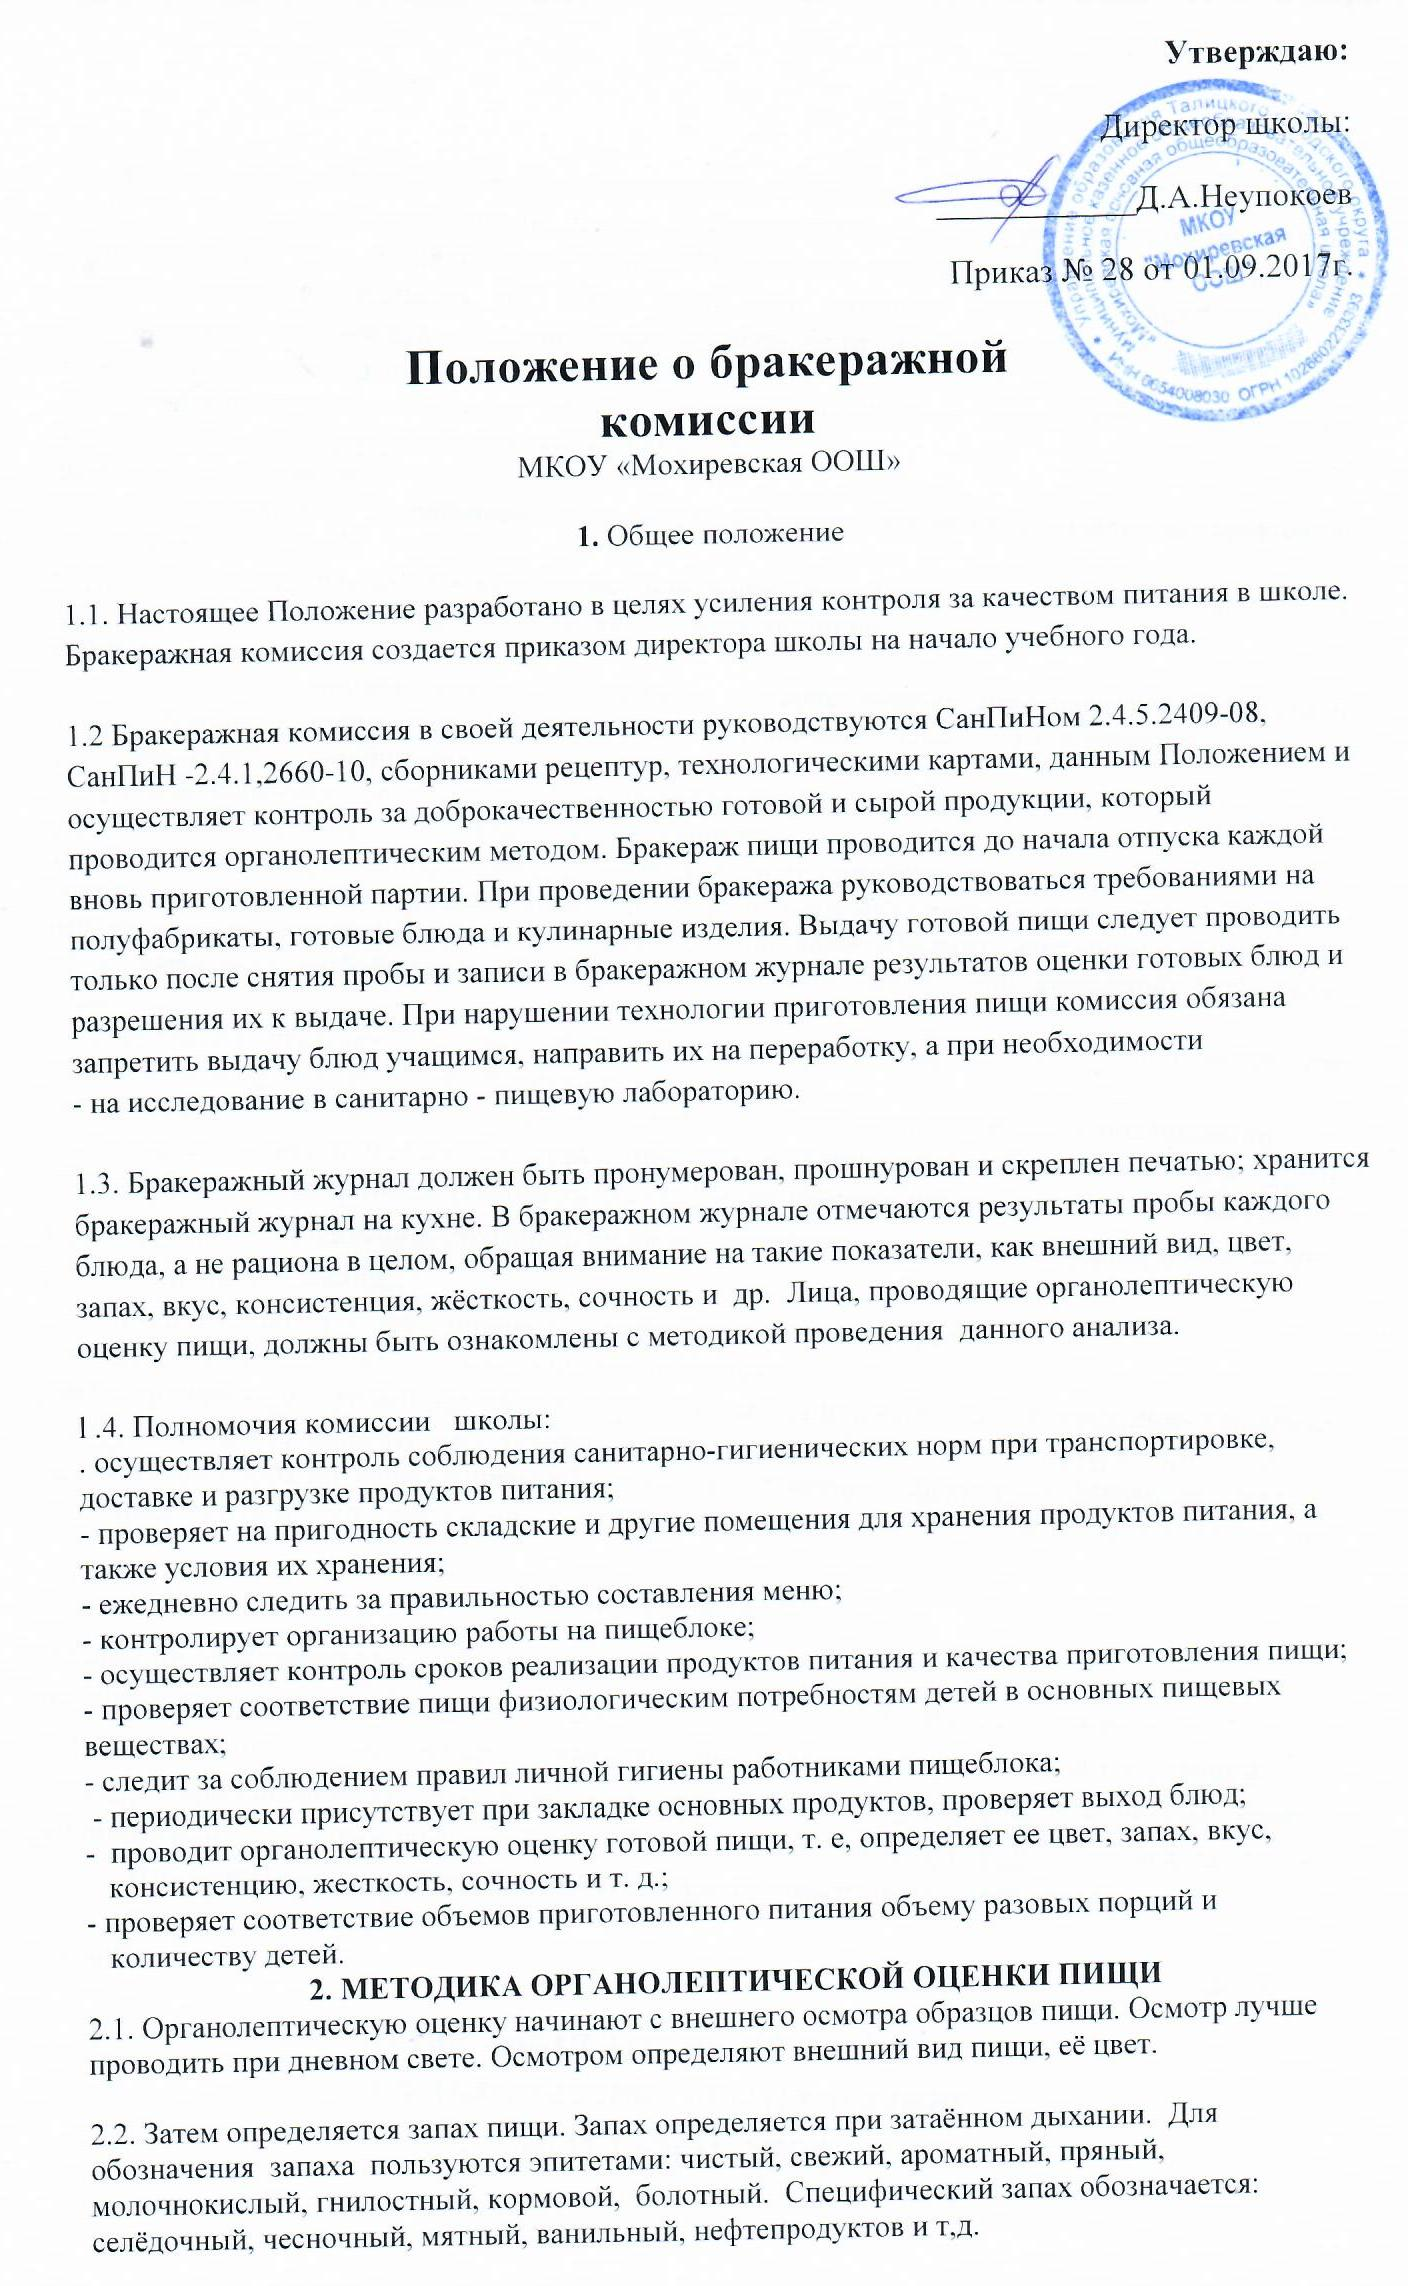 Утверждаю:
Директор школы:
____________Д.А.Неупокоев
Приказ № 28 от 01.09.2017г.
МКОУ
"Мохиревская
ООШ"
Положение о бракеражной
комиссии
МКОУ «Мохиревская ООШ»
1. Общее положение
1.1. Настоящее Положение разработано в целях усиления контроля за качеством питания в школе.
Бракеражная комиссия создается приказом директора школы на начало учебного года.
1.2 Бракеражная комиссия в своей деятельности руководствуются СанПиНом 2.4.5.2409-08,
СанПиН -2.4.1,2660-10, сборниками рецептур, технологическими картами, данным Положением и
осуществляет контроль за доброкачественностью готовой и сырой продукции, который
проводится органолептическим методом. Бракераж пищи проводится до начала отпуска каждой
вновь приготовленной партии. При проведении бракеража руководствоваться требованиями на
полуфабрикаты, готовые блюда и кулинарные изделия. Выдачу готовой пищи следует проводить
только после снятия пробы и записи в бракеражном журнале результатов оценки готовых блюд и
разрешения их к выдаче. При нарушении технологии приготовления пищи комиссия обязана
запретить выдачу блюд учащимся, направить их на переработку, а при необходимости
- на исследование в санитарно - пищевую лабораторию.
1.3. Бракеражный журнал должен быть пронумерован, прошнурован и скреплен печатью; хранится
бракеражный журнал на кухне. В бракеражном журнале отмечаются результаты пробы каждого
блюда, а не рациона в целом, обращая внимание на такие показатели, как внешний вид, цвет,
запах, вкус, консистенция, жёсткость, сочность и  др.  Лица, проводящие органолептическую
оценку пищи, должны быть ознакомлены с методикой проведения  данного анализа.
1 .4. Полномочия комиссии   школы:
. осуществляет контроль соблюдения санитарно-гигиенических норм при транспортировке,
доставке и разгрузке продуктов питания;
- проверяет на пригодность складские и другие помещения для хранения продуктов питания, а
также условия их хранения;
- ежедневно следить за правильностью составления меню;
- контролирует организацию работы на пищеблоке;
- осуществляет контроль сроков реализации продуктов питания и качества приготовления пищи;
- проверяет соответствие пищи физиологическим потребностям детей в основных пищевых
веществах;
- следит за соблюдением правил личной гигиены работниками пищеблока;
- периодически присутствует при закладке основных продуктов, проверяет выход блюд;
-  проводит органолептическую оценку готовой пищи, т. е, определяет ее цвет, запах, вкус,
консистенцию, жесткость, сочность и т. д.;
- проверяет соответствие объемов приготовленного питания объему разовых порций и
количеству детей.
2. МЕТОДИКА ОРГАНОЛЕПТИЧЕСКОЙ ОЦЕНКИ ПИЩИ
2.1. Органолептическую оценку начинают с внешнего осмотра образцов пищи. Осмотр лучше
проводить при дневном свете. Осмотром определяют внешний вид пищи, её цвет.
2.2. Затем определяется запах пищи. Запах определяется при затаённом дыхании.  Для
обозначения  запаха  пользуются эпитетами: чистый, свежий, ароматный, пряный,
молочнокислый, гнилостный, кормовой,  болотный.  Специфический запах обозначается:
селёдочный, чесночный, мятный, ванильный, нефтепродуктов и т,д.